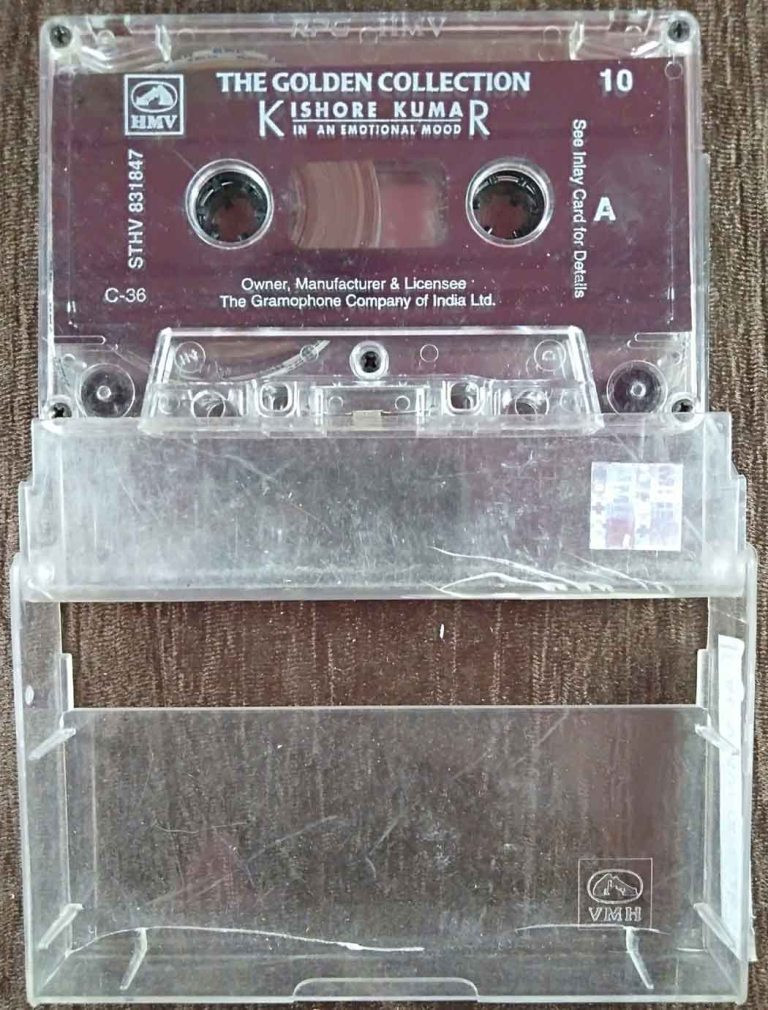 RPG HMV
THE GOLDEN COLLECTION
10
KISHORE KUMAR
IN AN EMOTIONAL MOOD
HMV
STHV 831847
See Inlay Card for Details
A
C-36
Owner, Manufacturer & Licensee
The Gramophone Company of India Ltd.
HMV